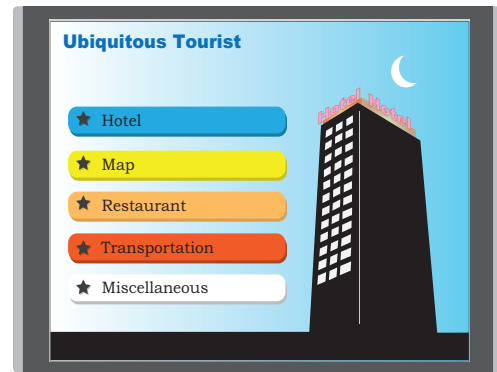 Ubiquitous Tourist
Hotel Hotel
Hotel
Map
Restaurant
Transportation
Miscellaneous